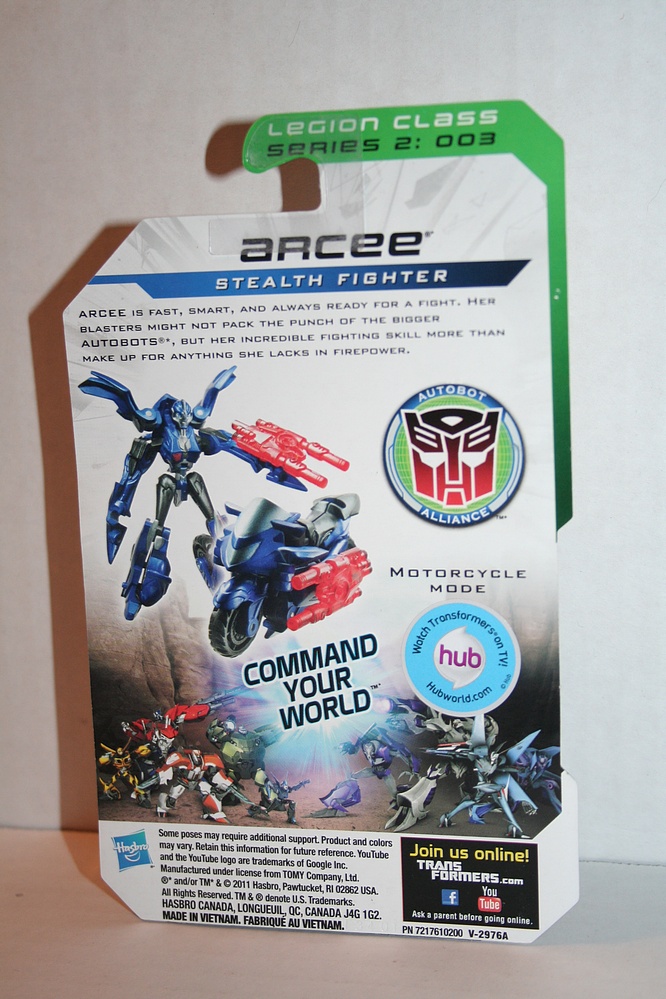 LEGION CLASS
SERIES 2: 003
ARCEE®*
STEALTH FIGHTER
ARCEE IS FAST, SMART, AND ALWAYS READY FOR A FIGHT. HER
BLASTERS MIGHT NOT PACK THE PUNCH OF THE BIGGER
AUTOBOTS®*, BUT HER INCREDIBLE FIGHTING SKILL MORE THAN
MAKE UP FOR ANYTHING SHE LACKS IN FIREPOWER.
AUTOBOT
ALLIANCE™*
MOTORCYCLE
MODE
Watch Transformers® on TV!
hub
Hubworld.com
© Hub
COMMAND
YOUR
WORLD™*
Hasbro
Some poses may require additional support. Product and colors
may vary. Retain this information for future reference. YouTube
and the YouTube logo are trademarks of Google Inc.
Manufactured under license from TOMY Company, Ltd.
®* and/or TM* & © 2011 Hasbro, Pawtucket, RI 02862 USA.
All Rights Reserved. TM & ® denote U.S. Trademarks.
HASBRO CANADA, LONGUEUIL, QC, CANADA J4G 1G2.
MADE IN VIETNAM. FABRIQUÉ AU VIETNAM.
Join us online!
TRANSFORMERS.com
f
You
Tube
Ask a parent before going online.
PN 7217610200 V-2976A